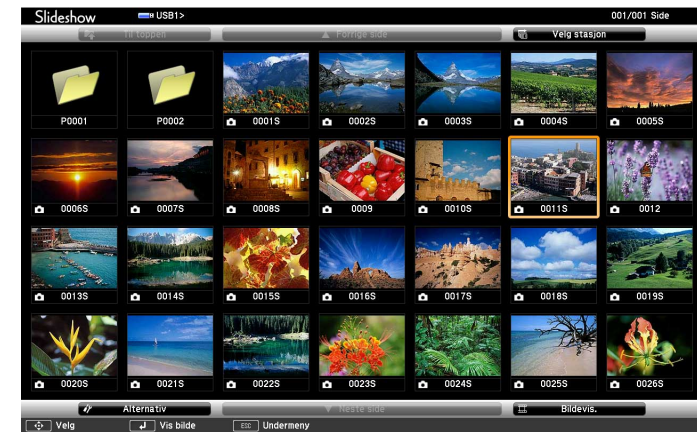 Slideshow USB1> 001/001 Side
Til toppen ▲ Forrige side Velg stasjon
P0001 P0002 0001S 0002S 0003S 0004S 0005S
0006S 0007S 0008S 0009 0010S 0011S 0012
0013S 0014S 0015S 0016S 0017S 0018S 0019S
0020S 0021S 0022S 0023S 0024S 0025S 0026S
Alternativ ▼ Neste side Bildevis.
Velg Vis bilde ESC Undermeny